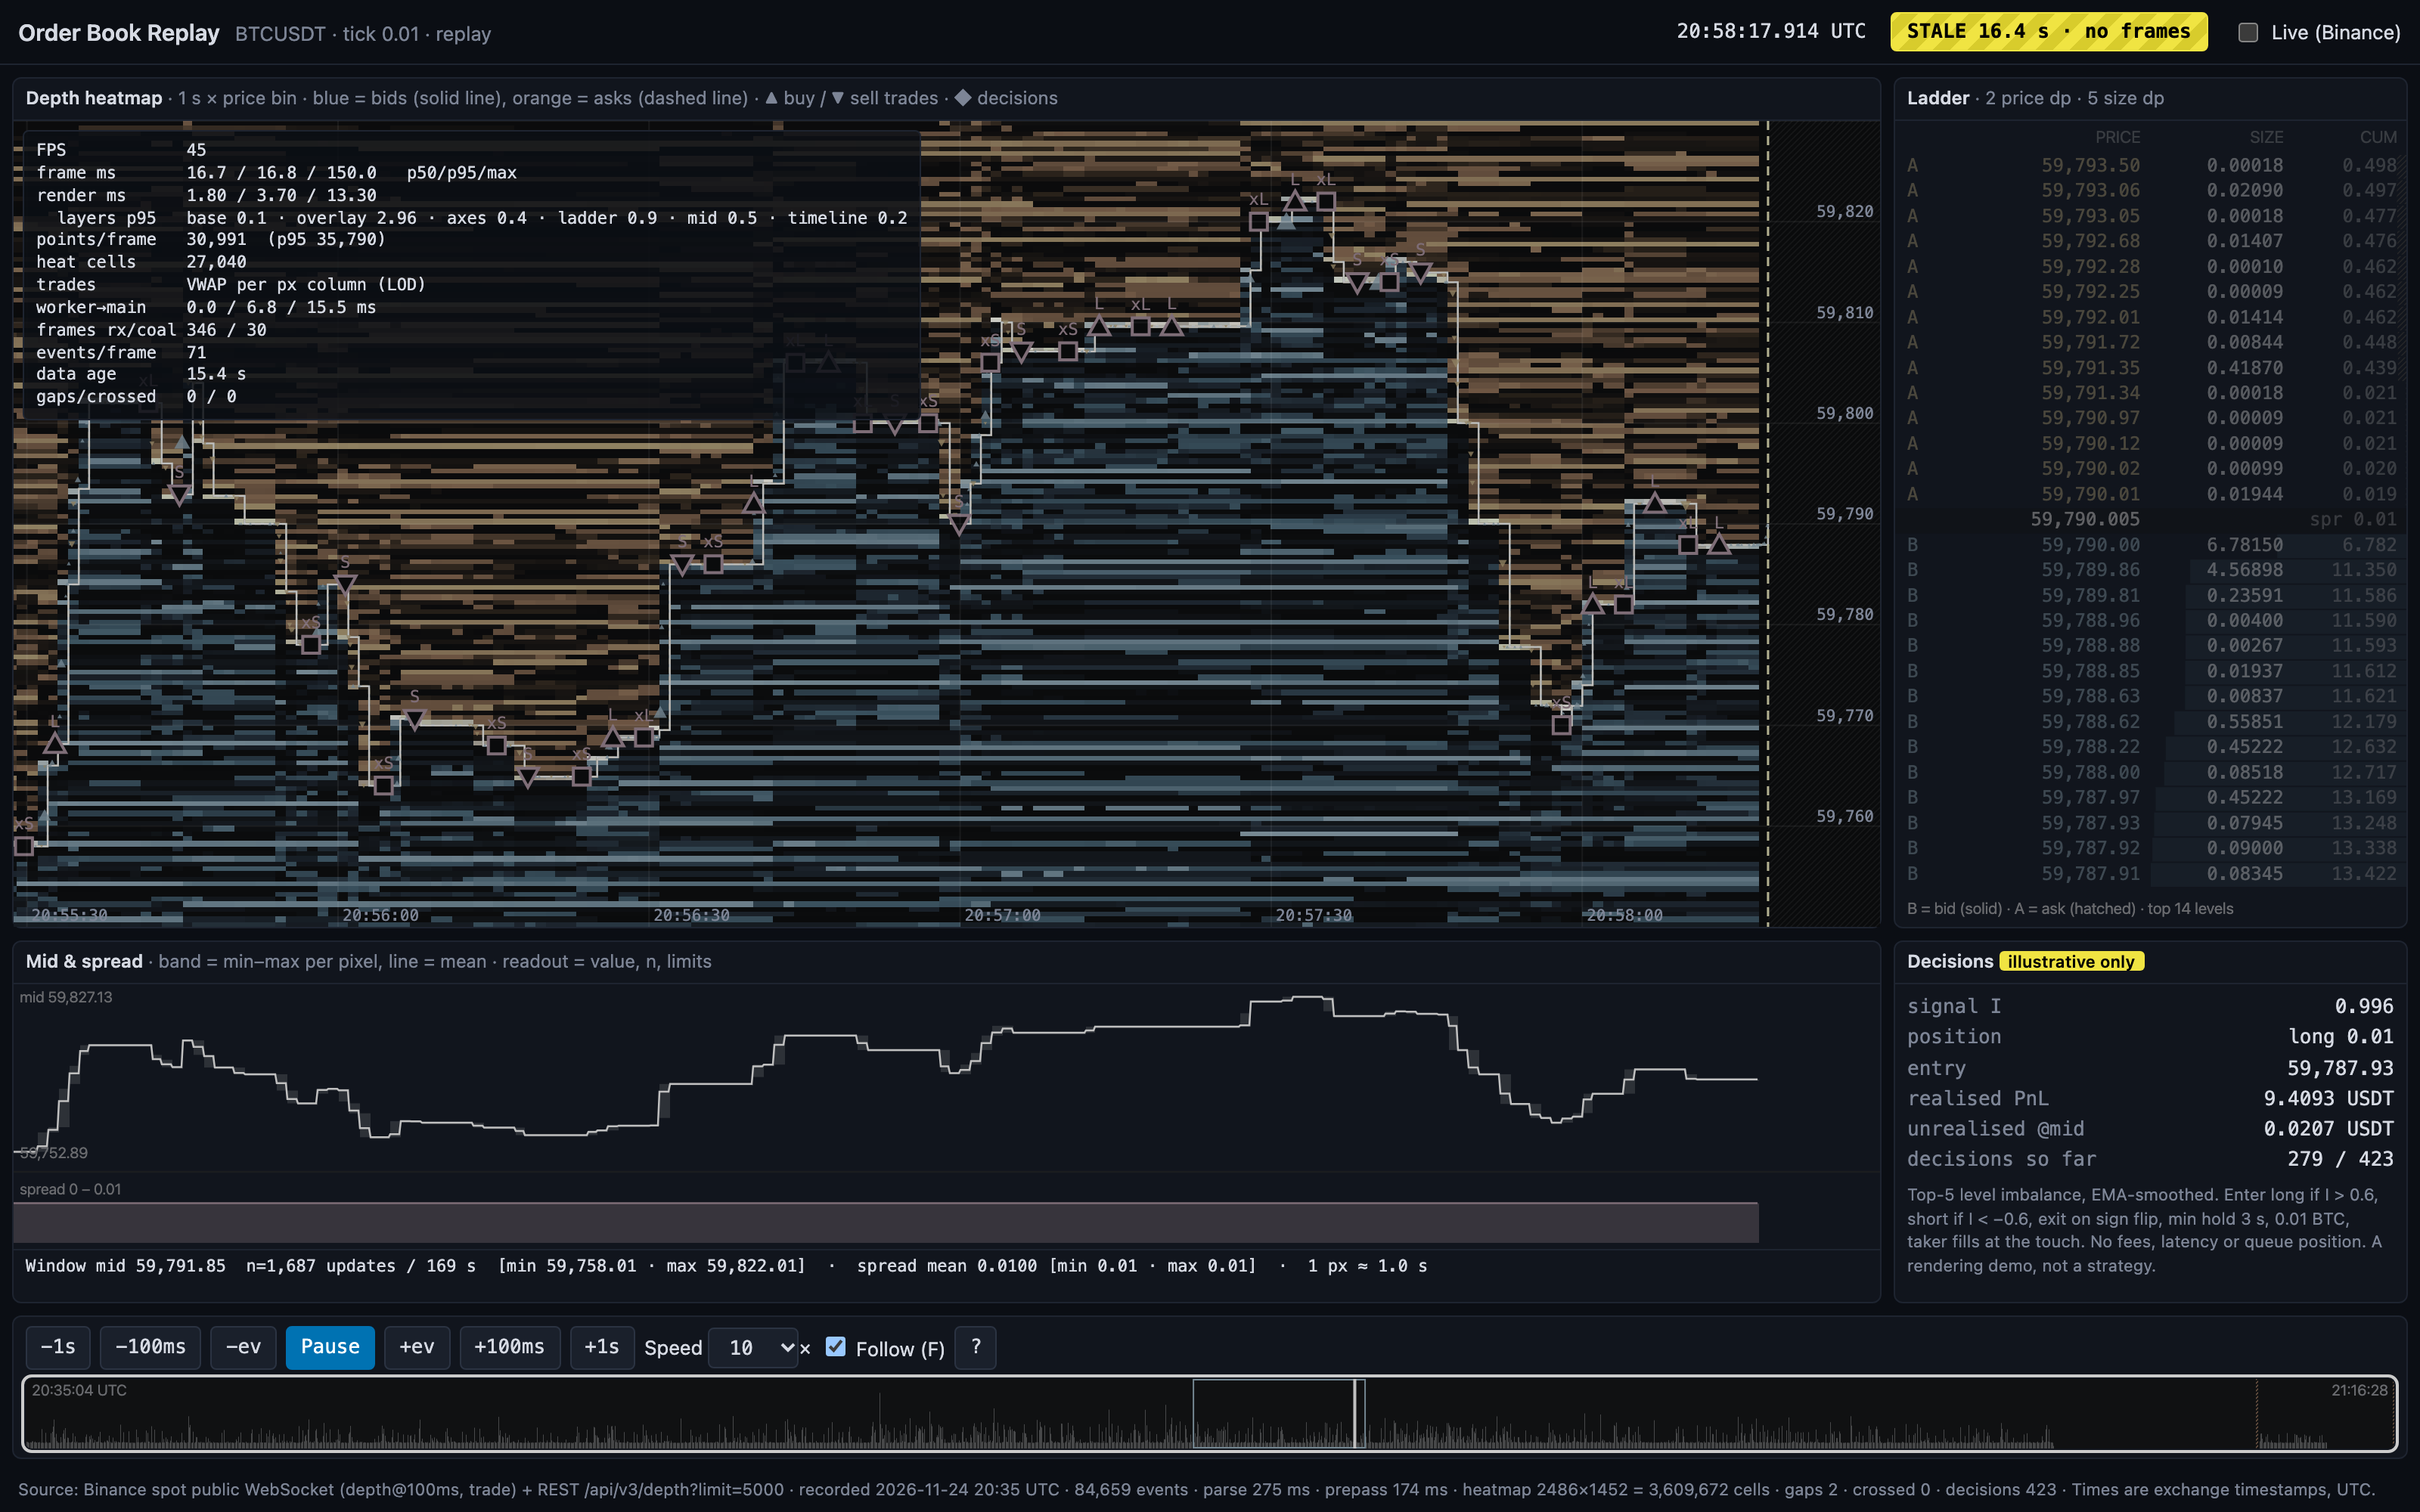 Order Book Replay BTCUSDT · tick 0.01 · replay
20:58:17.914 UTC
STALE 16.4 s · no frames
Live (Binance)
Depth heatmap · 1 s × price bin · blue = bids (solid line), orange = asks (dashed line) · ▲ buy / ▼ sell trades · ◆ decisions
FPS 45
frame ms 16.7 / 16.8 / 150.0 p50/p95/max
render ms 1.80 / 3.70 / 13.30
layers p95 base 0.1 · overlay 2.96 · axes 0.4 · ladder 0.9 · mid 0.5 · timeline 0.2
points/frame 30,991 (p95 35,790)
heat cells 27,040
trades VWAP per px column (LOD)
worker→main 0.0 / 6.8 / 15.5 ms
frames rx/coal 346 / 30
events/frame 71
data age 15.4 s
gaps/crossed 0 / 0
59,820
59,810
59,800
59,790
59,780
59,770
59,760
xL L xL
S xS S
L xL L
xS S xS
xS
S
S
L
S xS
L
xL L
S
xS
L xL
S
xS
L xL
xS
S
xS
S
xS
L
xS
20:55:30 20:56:00 20:56:30 20:57:00 20:57:30 20:58:00
Ladder · 2 price dp · 5 size dp
PRICE SIZE CUM
A 59,793.50 0.00018 0.498
A 59,793.06 0.02090 0.497
A 59,793.05 0.00018 0.477
A 59,792.68 0.01407 0.476
A 59,792.28 0.00010 0.462
A 59,792.25 0.00009 0.462
A 59,792.01 0.01414 0.462
A 59,791.72 0.00844 0.448
A 59,791.35 0.41870 0.439
A 59,791.34 0.00018 0.021
A 59,790.97 0.00009 0.021
A 59,790.12 0.00009 0.021
A 59,790.02 0.00099 0.020
A 59,790.01 0.01944 0.019
59,790.005 spr 0.01
B 59,790.00 6.78150 6.782
B 59,789.86 4.56898 11.350
B 59,789.81 0.23591 11.586
B 59,788.96 0.00400 11.590
B 59,788.88 0.00267 11.593
B 59,788.85 0.01937 11.612
B 59,788.63 0.00837 11.621
B 59,788.62 0.55851 12.179
B 59,788.22 0.45222 12.632
B 59,788.00 0.08518 12.717
B 59,787.97 0.45222 13.169
B 59,787.93 0.07945 13.248
B 59,787.92 0.09000 13.338
B 59,787.91 0.08345 13.422
B = bid (solid) · A = ask (hatched) · top 14 levels
Mid & spread · band = min–max per pixel, line = mean · readout = value, n, limits
mid 59,827.13
59,752.89
spread 0 – 0.01
Window mid 59,791.85 n=1,687 updates / 169 s [min 59,758.01 · max 59,822.01] · spread mean 0.0100 [min 0.01 · max 0.01] · 1 px ≈ 1.0 s
Decisions illustrative only
signal I 0.996
position long 0.01
entry 59,787.93
realised PnL 9.4093 USDT
unrealised @mid 0.0207 USDT
decisions so far 279 / 423
Top-5 level imbalance, EMA-smoothed. Enter long if I > 0.6,
short if I < −0.6, exit on sign flip, min hold 3 s, 0.01 BTC,
taker fills at the touch. No fees, latency or queue position. A
rendering demo, not a strategy.
−1s −100ms −ev Pause +ev +100ms +1s Speed 10 × Follow (F) ?
20:35:04 UTC
21:16:28
Source: Binance spot public WebSocket (depth@100ms, trade) + REST /api/v3/depth?limit=5000 · recorded 2026-11-24 20:35 UTC · 84,659 events · parse 275 ms · prepass 174 ms · heatmap 2486×1452 = 3,609,672 cells · gaps 2 · crossed 0 · decisions 423 · Times are exchange timestamps, UTC.